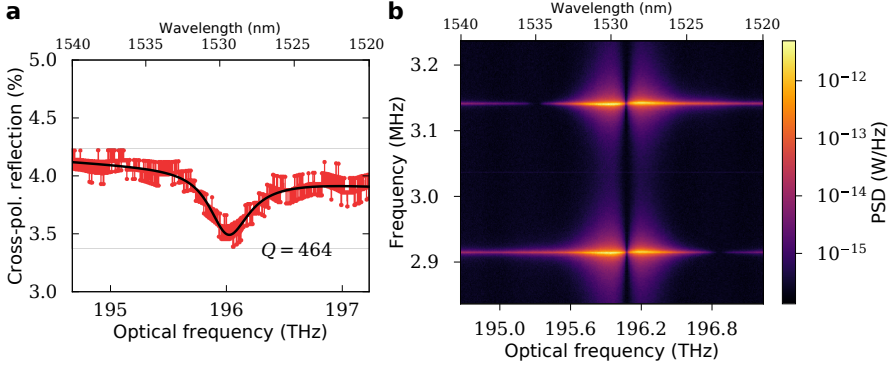 a
Wavelength (nm)
1540 1535 1530 1525 1520
Cross-pol. reflection (%)
5.0
4.5
4.0
3.5
3.0
Q = 464
195 196 197
Optical frequency (THz)
b
Wavelength (nm)
1540 1535 1530 1525 1520
Frequency (MHz)
3.2
3.1
3.0
2.9
195.0 195.6 196.2 196.8
Optical frequency (THz)
10⁻¹²
10⁻¹³
10⁻¹⁴
10⁻¹⁵
PSD (W/Hz)